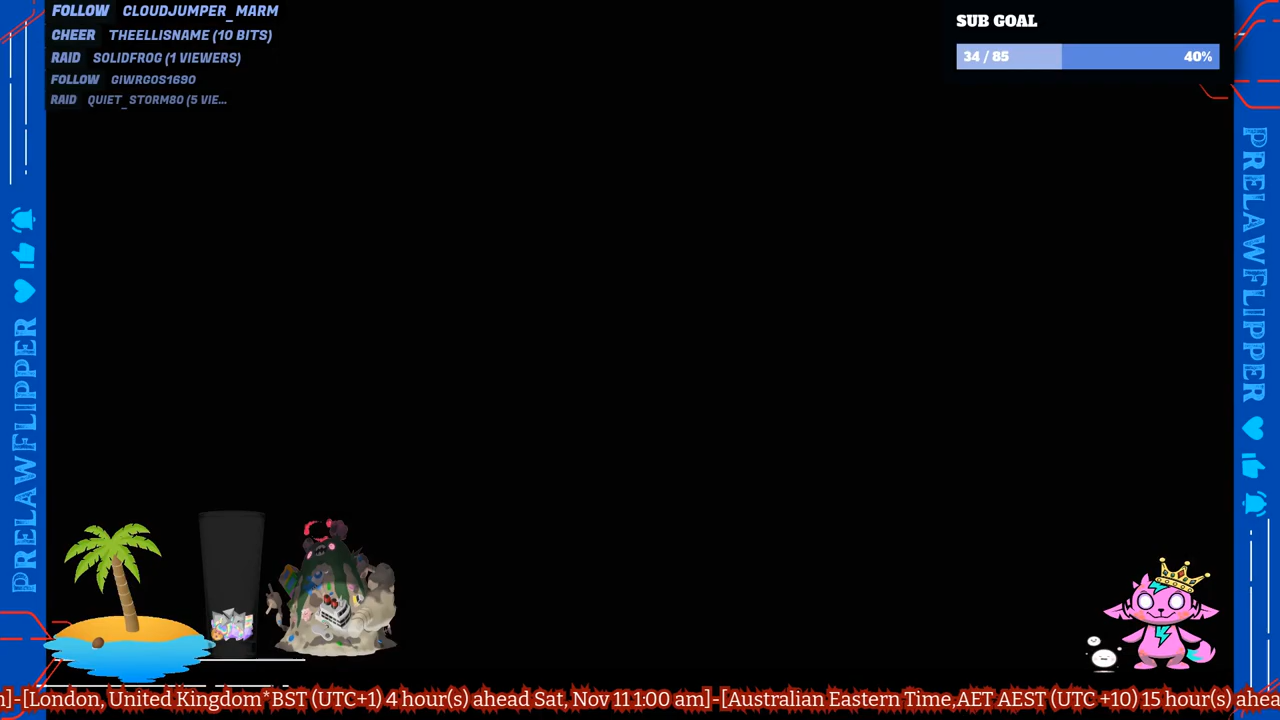 FOLLOW CLOUDJUMPER_MARM
CHEER THEELLISNAME (10 BITS)
RAID SOLIDFROG (1 VIEWERS)
FOLLOW GIWRGOS1690
RAID QUIET_STORM80 (5 VIE...
SUB GOAL
34 / 85 40%
PRELAWFLIPPER
PRELAWFLIPPER
]-[London, United Kingdom*BST (UTC+1) 4 hour(s) ahead Sat, Nov 11 1:00 am]-[Australian Eastern Time,AET AEST (UTC +10) 15 hour(s) ahea